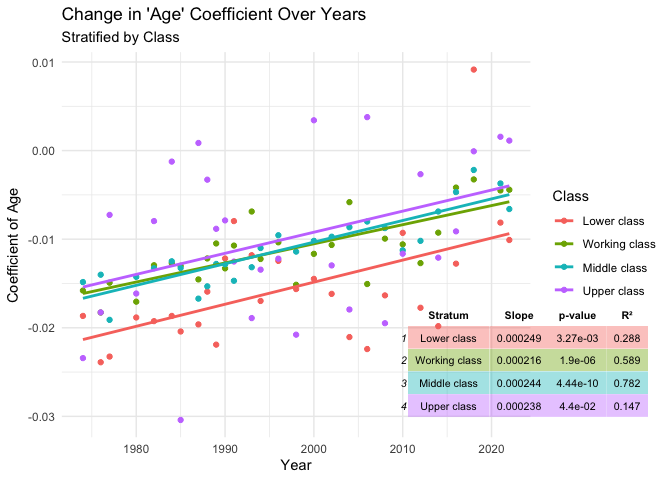 Change in 'Age' Coefficient Over Years
Stratified by Class
0.01
0.00
-0.01
-0.02
-0.03
Coefficient of Age
1980
1990
2000
2010
2020
Year
Class
Lower class
Working class
Middle class
Upper class
Stratum Slope p-value R²
1 Lower class 0.000249 3.27e-03 0.288
2 Working class 0.000216 1.9e-06 0.589
3 Middle class 0.000244 4.44e-10 0.782
4 Upper class 0.000238 4.4e-02 0.147